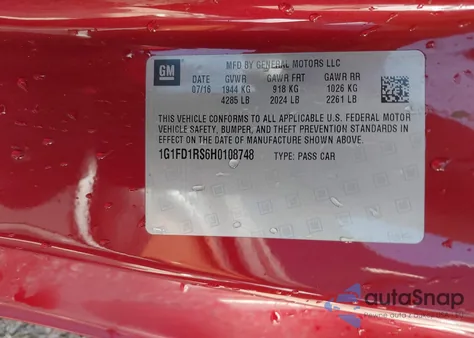 GM
MFD BY GENERAL MOTORS LLC
DATE GVWR GAWR FRT GAWR RR
07/16 1944 KG 918 KG 1026 KG
4285 LB 2024 LB 2261 LB
THIS VEHICLE CONFORMS TO ALL APPLICABLE U.S. FEDERAL MOTOR
VEHICLE SAFETY, BUMPER, AND THEFT PREVENTION STANDARDS IN
EFFECT ON THE DATE OF MANUFACTURE SHOWN ABOVE.
1G1FD1RS6H0108748 TYPE: PASS CAR
autoSnap